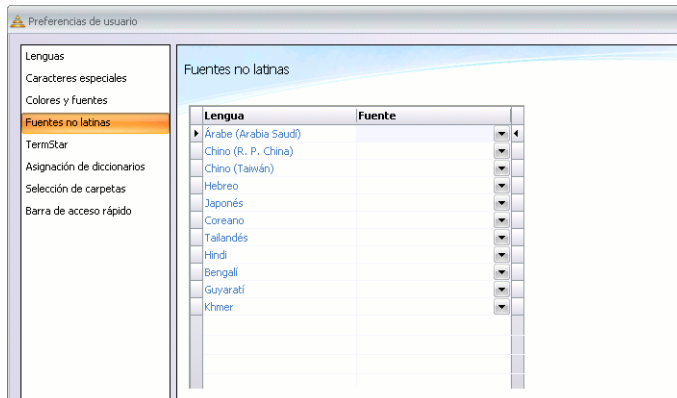 Preferencias de usuario
Lenguas
Caracteres especiales
Colores y fuentes
Fuentes no latinas
TermStar
Asignación de diccionarios
Selección de carpetas
Barra de acceso rápido
Fuentes no latinas
Lengua Fuente
Árabe (Arabia Saudí)
Chino (R. P. China)
Chino (Taiwán)
Hebreo
Japonés
Coreano
Tailandés
Hindi
Bengalí
Guyaratí
Khmer